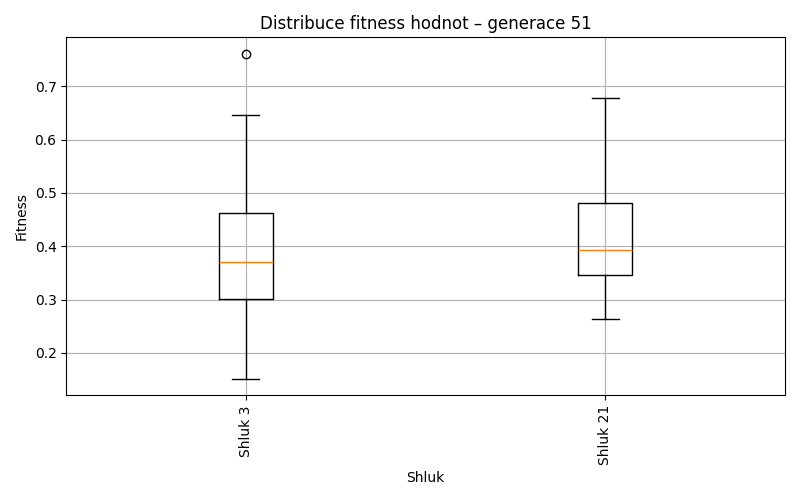 Distribuce fitness hodnot – generace 51
Fitness
0.7
0.6
0.5
0.4
0.3
0.2
Shluk 3
Shluk 21
Shluk